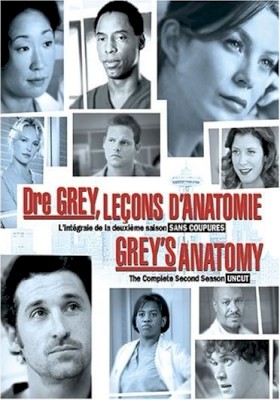 Dre GREY, LEÇONS D'ANATOMIE
L'intégrale de la deuxième saison SANS COUPURES
GREY'S ANATOMY
The Complete Second Season UNCUT